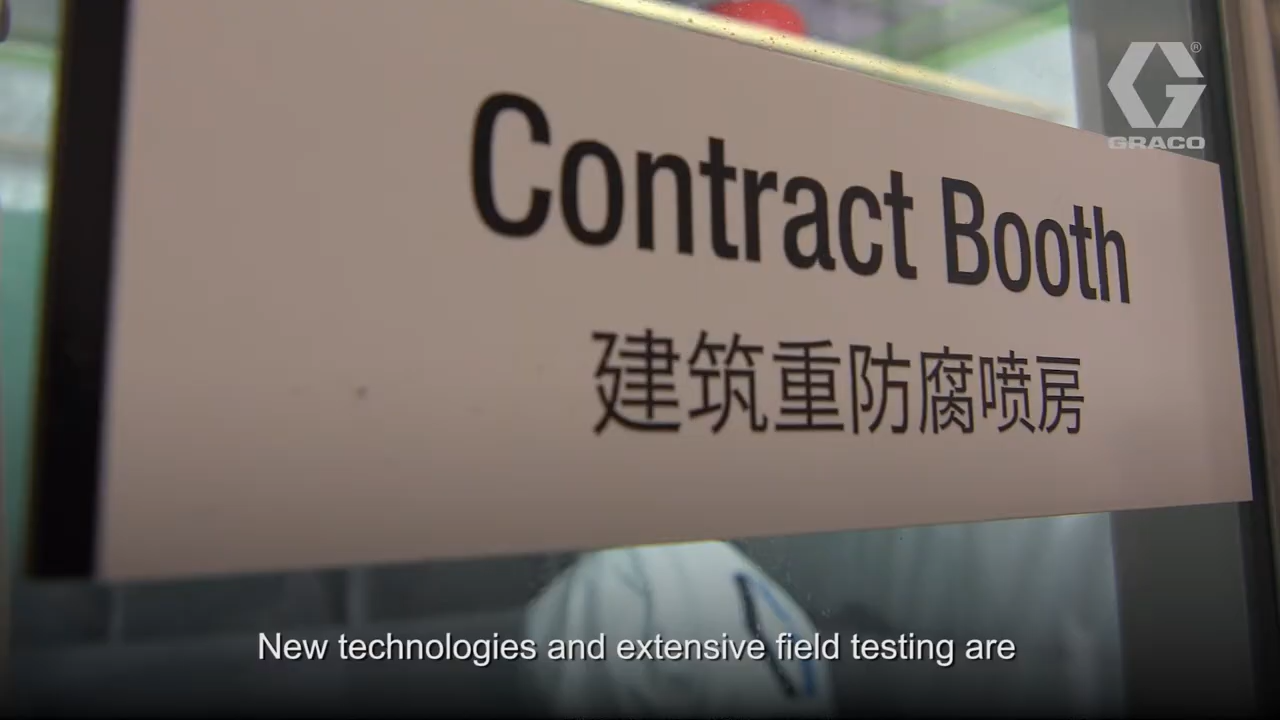 GRACO
Contract Booth
建筑重防腐喷房
New technologies and extensive field testing are